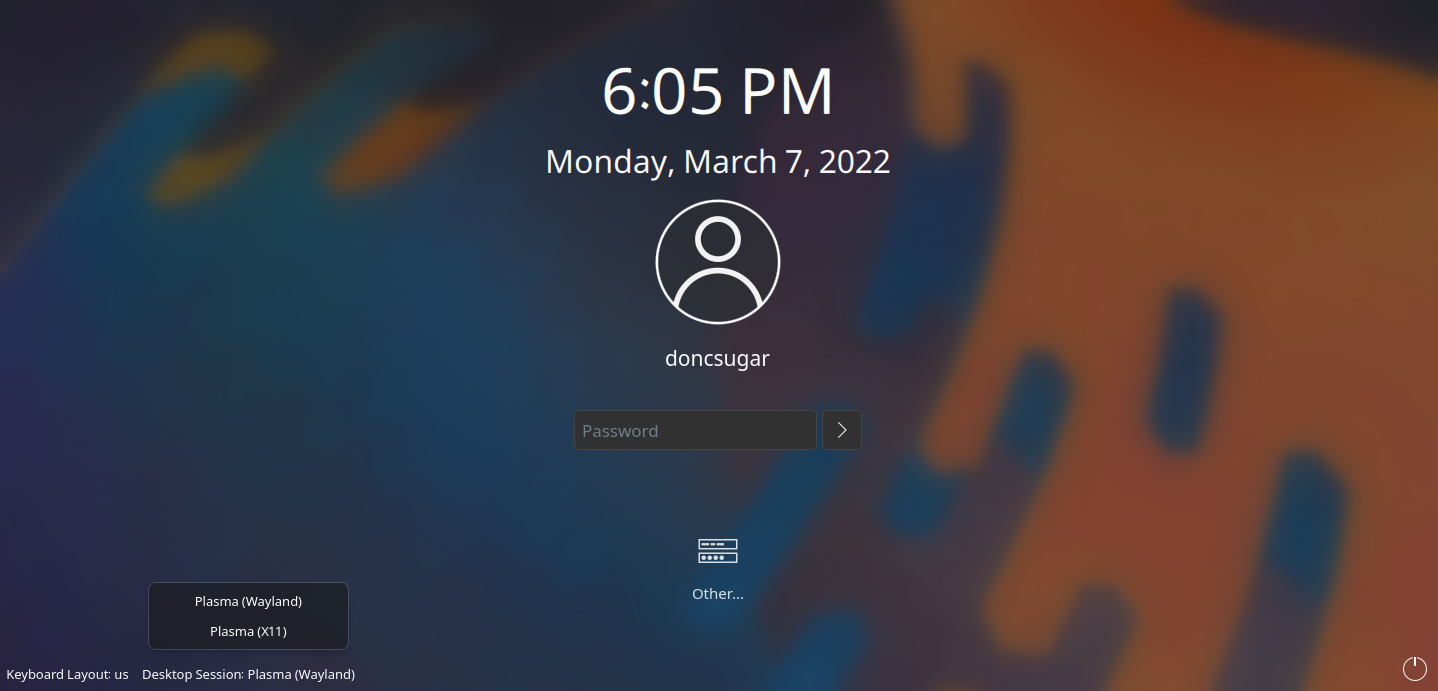 6:05 PM
Monday, March 7, 2022
doncsugar
Password
Other...
Plasma (Wayland)
Plasma (X11)
Keyboard Layout: us
Desktop Session: Plasma (Wayland)